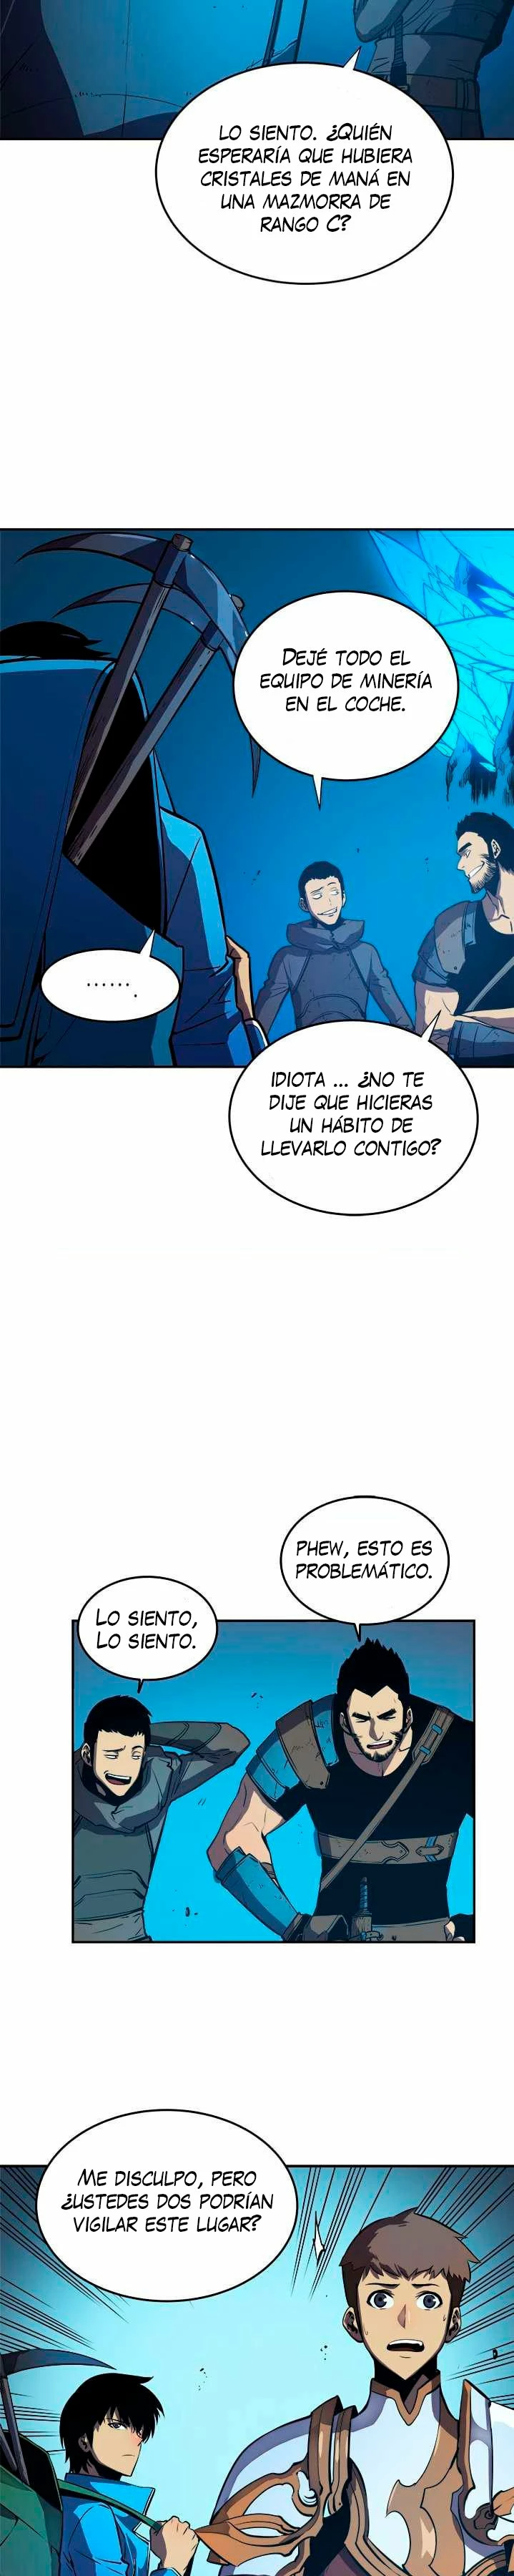 LO SIENTO. ¿QUIÉN
ESPERARÍA QUE HUBIERA
CRISTALES DE MANÁ EN
UNA MAZMORRA DE
RANGO C?
DEJÉ TODO EL
EQUIPO DE MINERÍA
EN EL COCHE.
.......
IDIOTA ... ¿NO TE
DIJE QUE HICIERAS
UN HÁBITO DE
LLEVARLO CONTIGO?
PHEW, ESTO ES
PROBLEMÁTICO.
LO SIENTO,
LO SIENTO.
ME DISCULPO, PERO
¿USTEDES DOS PODRÍAN
VIGILAR ESTE LUGAR?